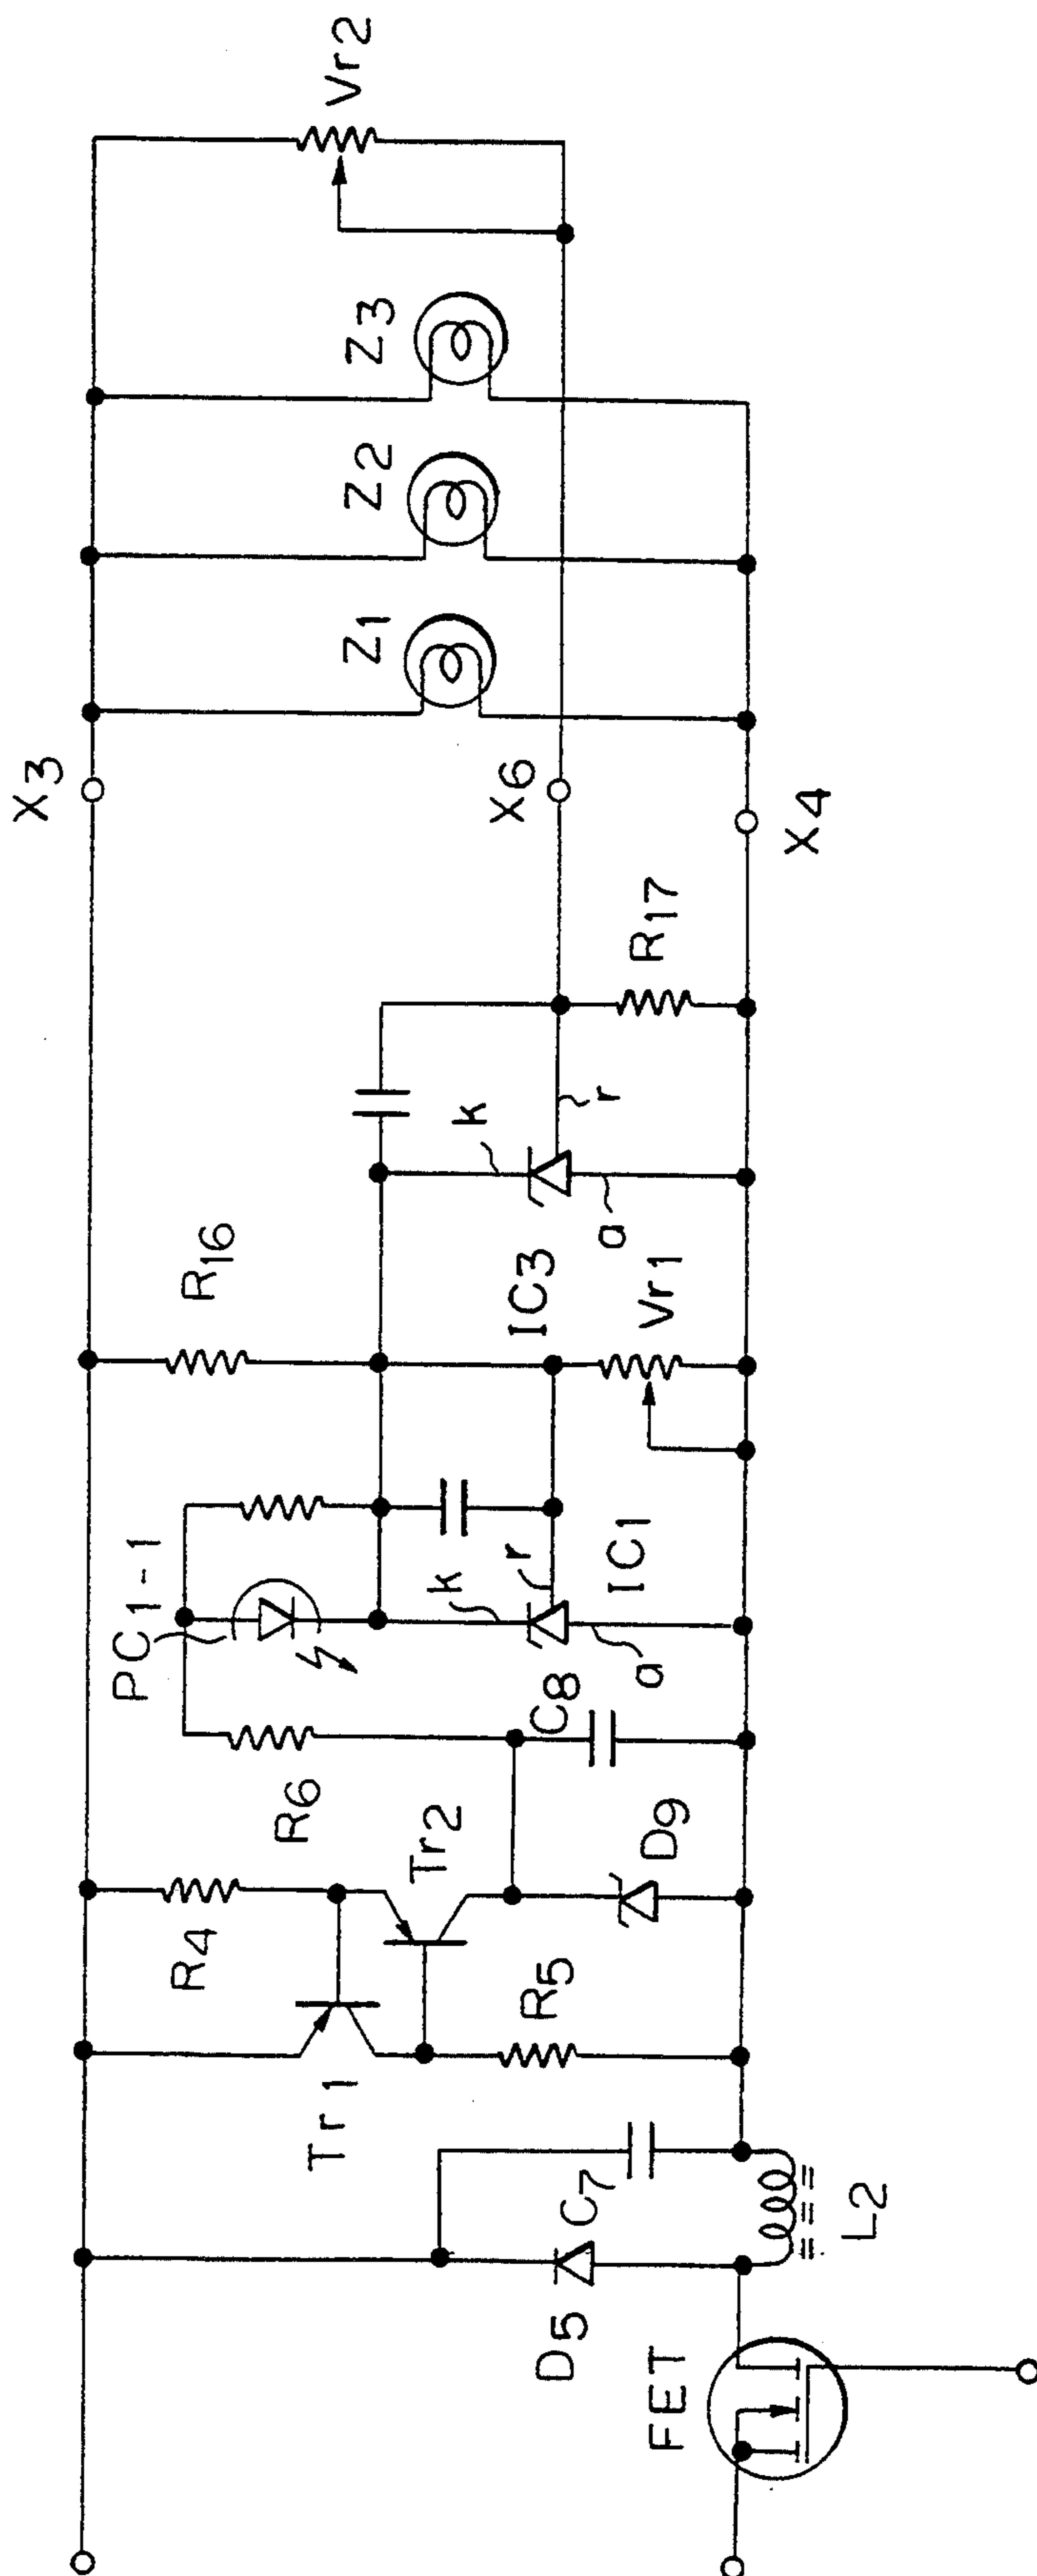 X3
Vr2
Z1
Z2
Z3
X6
X4
R16
R17
k
r
a
IC3
Vr1
PC1-1
k
r
IC1
a
R6
C8
R4
Tr2
D9
Tr1
R5
D5
C7
L2
FET